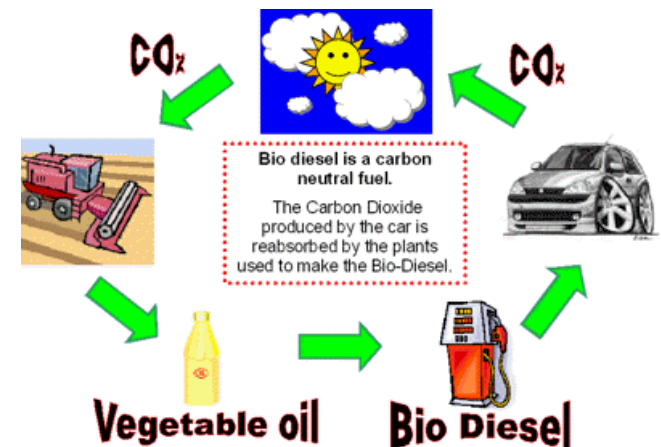 CO₂
CO₂
Bio diesel is a carbon
neutral fuel.
The Carbon Dioxide
produced by the car is
reabsorbed by the plants
used to make the Bio-Diesel.
Vegetable oil
Bio Diesel